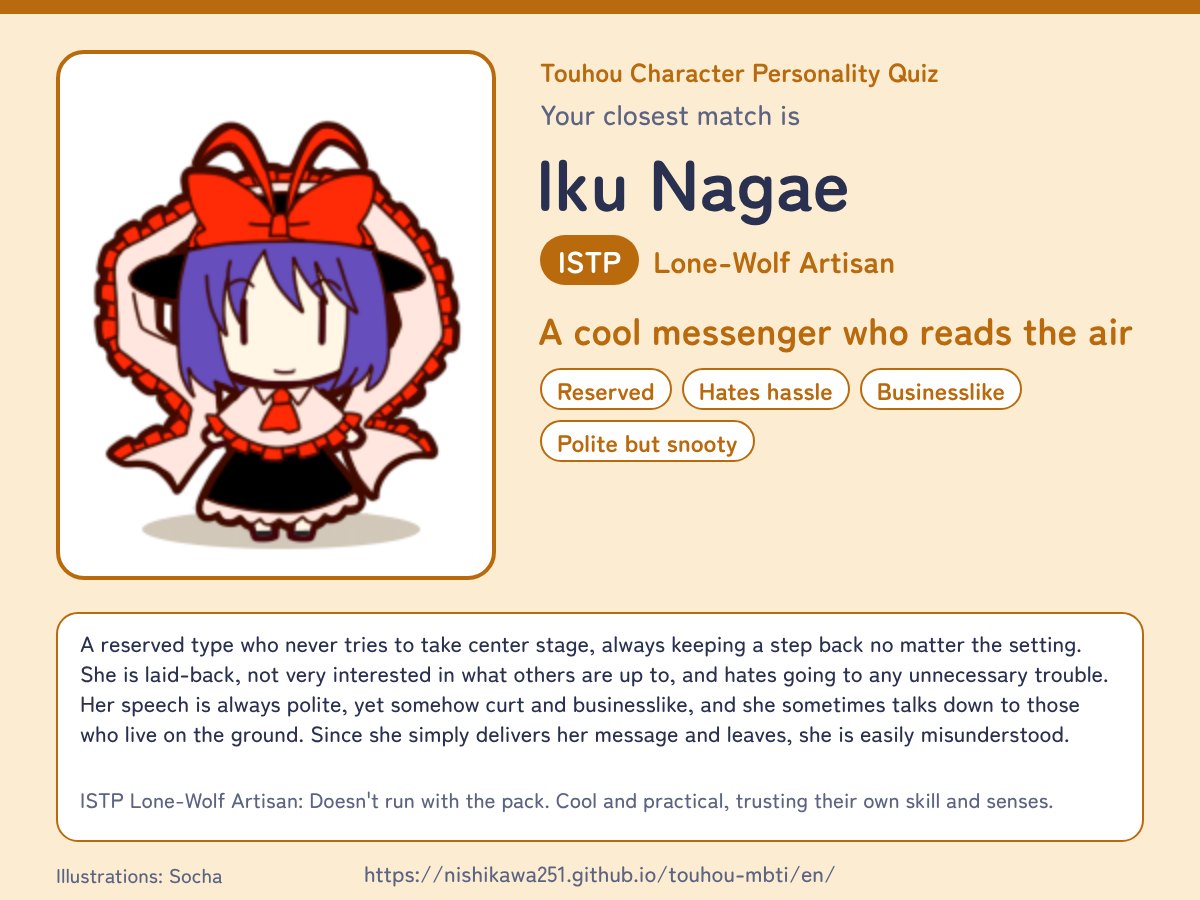 Touhou Character Personality Quiz
Your closest match is
Iku Nagae
ISTP Lone-Wolf Artisan
A cool messenger who reads the air
Reserved Hates hassle Businesslike
Polite but snooty
A reserved type who never tries to take center stage, always keeping a step back no matter the setting.
She is laid-back, not very interested in what others are up to, and hates going to any unnecessary trouble.
Her speech is always polite, yet somehow curt and businesslike, and she sometimes talks down to those
who live on the ground. Since she simply delivers her message and leaves, she is easily misunderstood.
ISTP Lone-Wolf Artisan: Doesn't run with the pack. Cool and practical, trusting their own skill and senses.
Illustrations: Socha https://nishikawa251.github.io/touhou-mbti/en/